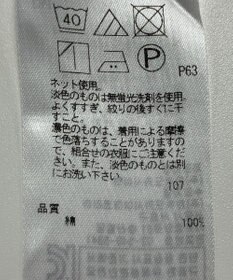 40
P
P63
ネット使用。
淡色のものは無蛍光洗剤を使用。
よくすすぎ、絞りの後すぐに干
すこと。
濃色のものは、着用による摩擦
で色落ちすることがありますの
で、組合せの衣服にご注意くださ
い。また、淡色のものとは別
にお洗い下さい。
107
品質
綿 100%